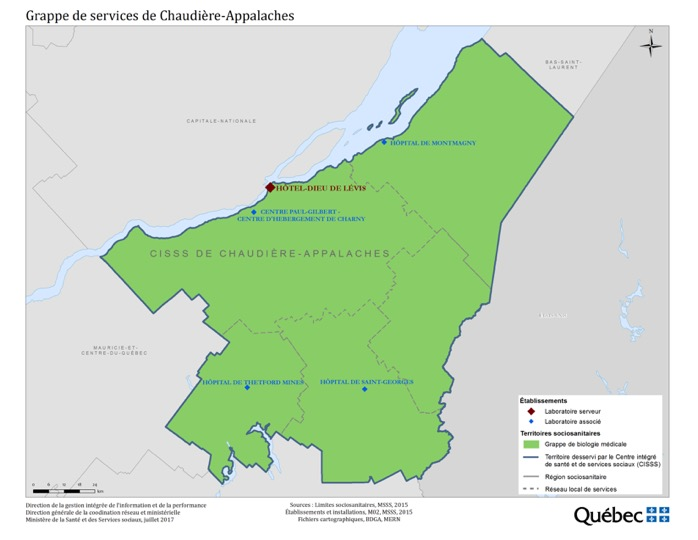 Grappe de services de Chaudière-Appalaches
BAS-SAINT-
LAURENT
CAPITALE-NATIONALE
HÔPITAL DE MONTMAGNY
HÔTEL-DIEU DE LÉVIS
CENTRE PAUL-GILBERT -
CENTRE D'HEBERGEMENT DE CHARNY
CISSS DE CHAUDIÈRE-APPALACHES
MAURICIE-ET-
CENTRE-DU-QUÉBEC
HÔPITAL DE THETFORD MINES
HÔPITAL DE SAINT-GEORGES
Établissements
Laboratoire serveur
Laboratoire associé
Territoires sociosanitaires
Grappe de biologie médicale
Territoire desservi par le Centre intégré
de santé et de services sociaux (CISSS)
Région sociosanitaire
Réseau local de services
Direction de la gestion intégrée de l'information et de la performance
Direction générale de la coodination réseau et ministérielle
Ministère de la Santé et des Services sociaux, juillet 2017
Sources : Limites sociosanitaires, MSSS, 2015
Établissements et installations, M02, MSSS, 2015
Fichiers cartographiques, BDGA, MERN
Québec